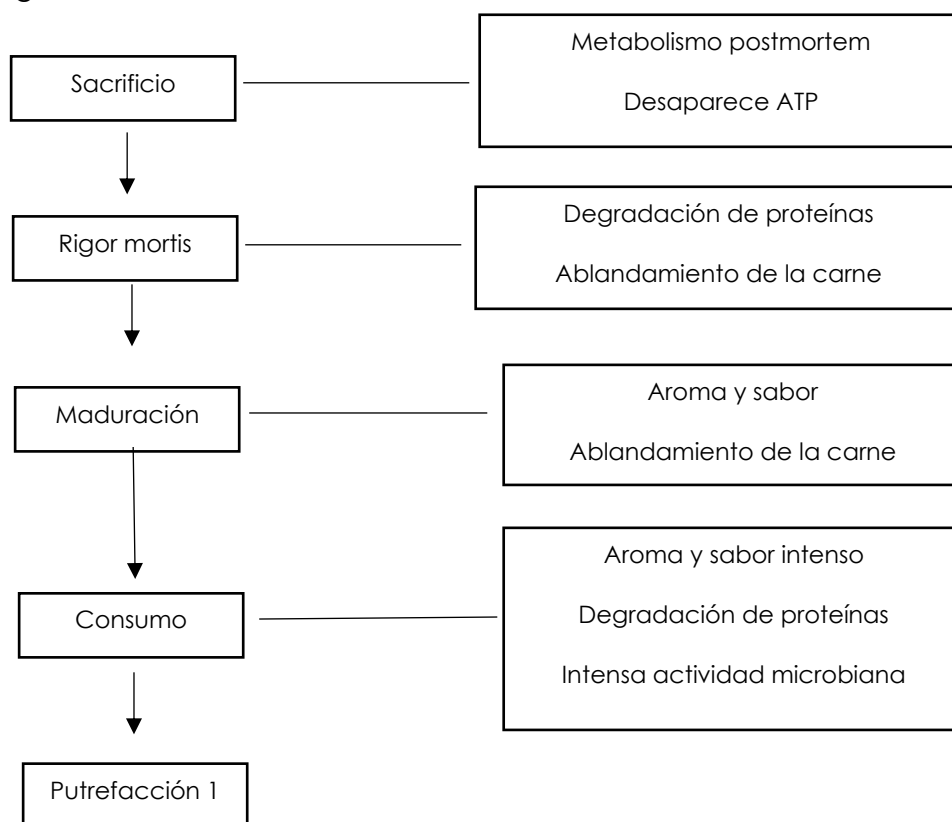 Sacrificio
Metabolismo postmortem
Desaparece ATP
Rigor mortis
Degradación de proteínas
Ablandamiento de la carne
Maduración
Aroma y sabor
Ablandamiento de la carne
Consumo
Aroma y sabor intenso
Degradación de proteínas
Intensa actividad microbiana
Putrefacción 1